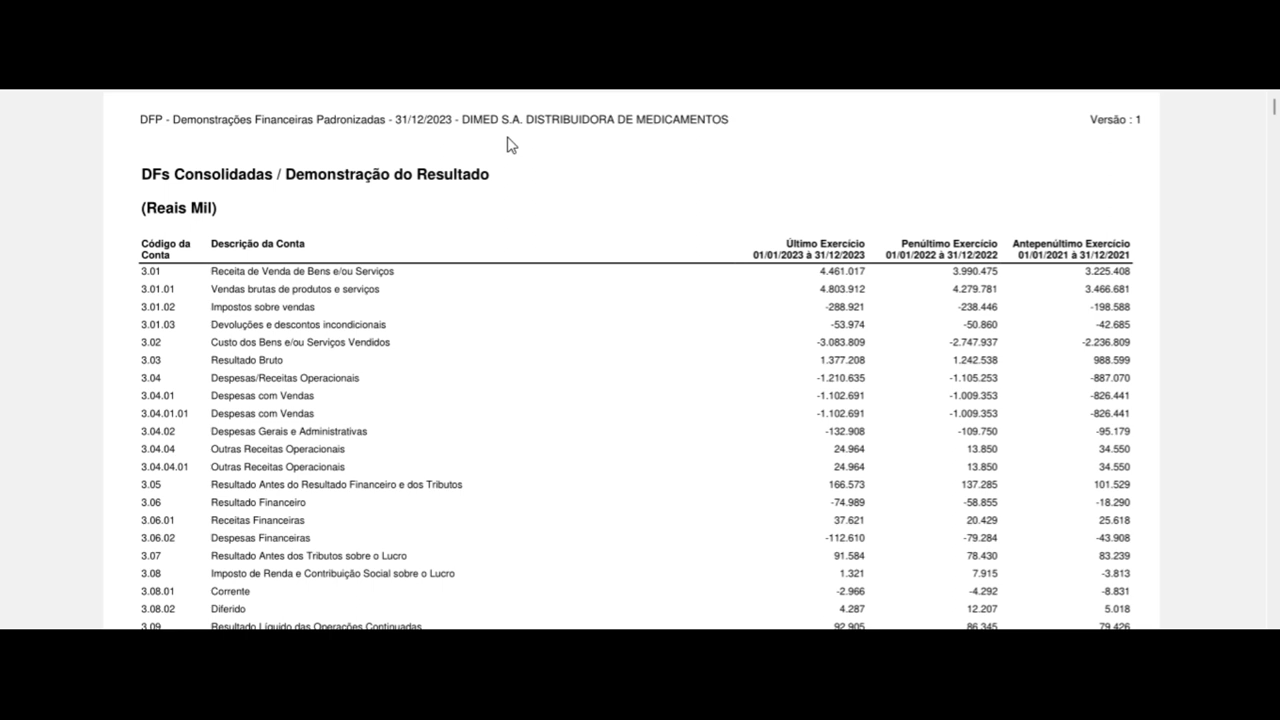 DFP - Demonstrações Financeiras Padronizadas - 31/12/2023 - DIMED S.A. DISTRIBUIDORA DE MEDICAMENTOS Versão : 1
DFs Consolidadas / Demonstração do Resultado
(Reais Mil)
Código da Conta Descrição da Conta Último Exercício 01/01/2023 à 31/12/2023 Penúltimo Exercício 01/01/2022 à 31/12/2022 Antepenúltimo Exercício 01/01/2021 à 31/12/2021
3.01 Receita de Venda de Bens e/ou Serviços 4.461.017 3.990.475 3.225.408
3.01.01 Vendas brutas de produtos e serviços 4.803.912 4.279.781 3.466.681
3.01.02 Impostos sobre vendas -288.921 -238.446 -198.588
3.01.03 Devoluções e descontos incondicionais -53.974 -50.860 -42.685
3.02 Custo dos Bens e/ou Serviços Vendidos -3.083.809 -2.747.937 -2.236.809
3.03 Resultado Bruto 1.377.208 1.242.538 988.599
3.04 Despesas/Receitas Operacionais -1.210.635 -1.105.253 -887.070
3.04.01 Despesas com Vendas -1.102.691 -1.009.353 -826.441
3.04.01.01 Despesas com Vendas -1.102.691 -1.009.353 -826.441
3.04.02 Despesas Gerais e Administrativas -132.908 -109.750 -95.179
3.04.04 Outras Receitas Operacionais 24.964 13.850 34.550
3.04.04.01 Outras Receitas Operacionais 24.964 13.850 34.550
3.05 Resultado Antes do Resultado Financeiro e dos Tributos 166.573 137.285 101.529
3.06 Resultado Financeiro -74.989 -58.855 -18.290
3.06.01 Receitas Financeiras 37.621 20.429 25.618
3.06.02 Despesas Financeiras -112.610 -79.284 -43.908
3.07 Resultado Antes dos Tributos sobre o Lucro 91.584 78.430 83.239
3.08 Imposto de Renda e Contribuição Social sobre o Lucro 1.321 7.915 -3.813
3.08.01 Corrente -2.966 -4.292 -8.831
3.08.02 Diferido 4.287 12.207 5.018
3.09 Resultado Líquido das Operações Continuadas 92.905 86.345 79.426